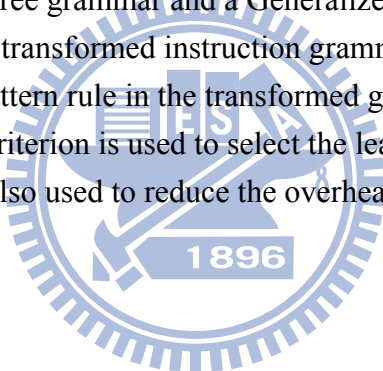 ree grammar and a Generalize
transformed instruction gramm
ttern rule in the transformed g
riterion is used to select the lea
lso used to reduce the overhea
E S A
1896